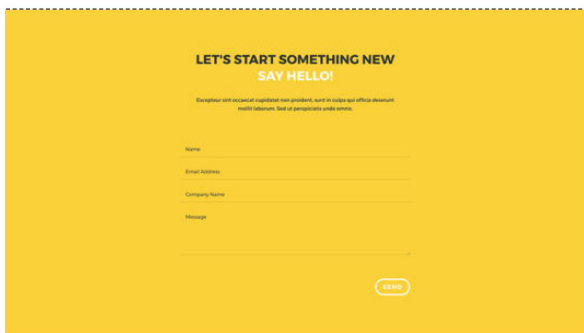 LET'S START SOMETHING NEW
SAY HELLO!
Excepteur sint occaecat cupidatat non proident, sunt in culpa qui officia deserunt
mollit laborum. Sed ut perspiciatis unde omnis.
Name
Email Address
Company Name
Message
SEND